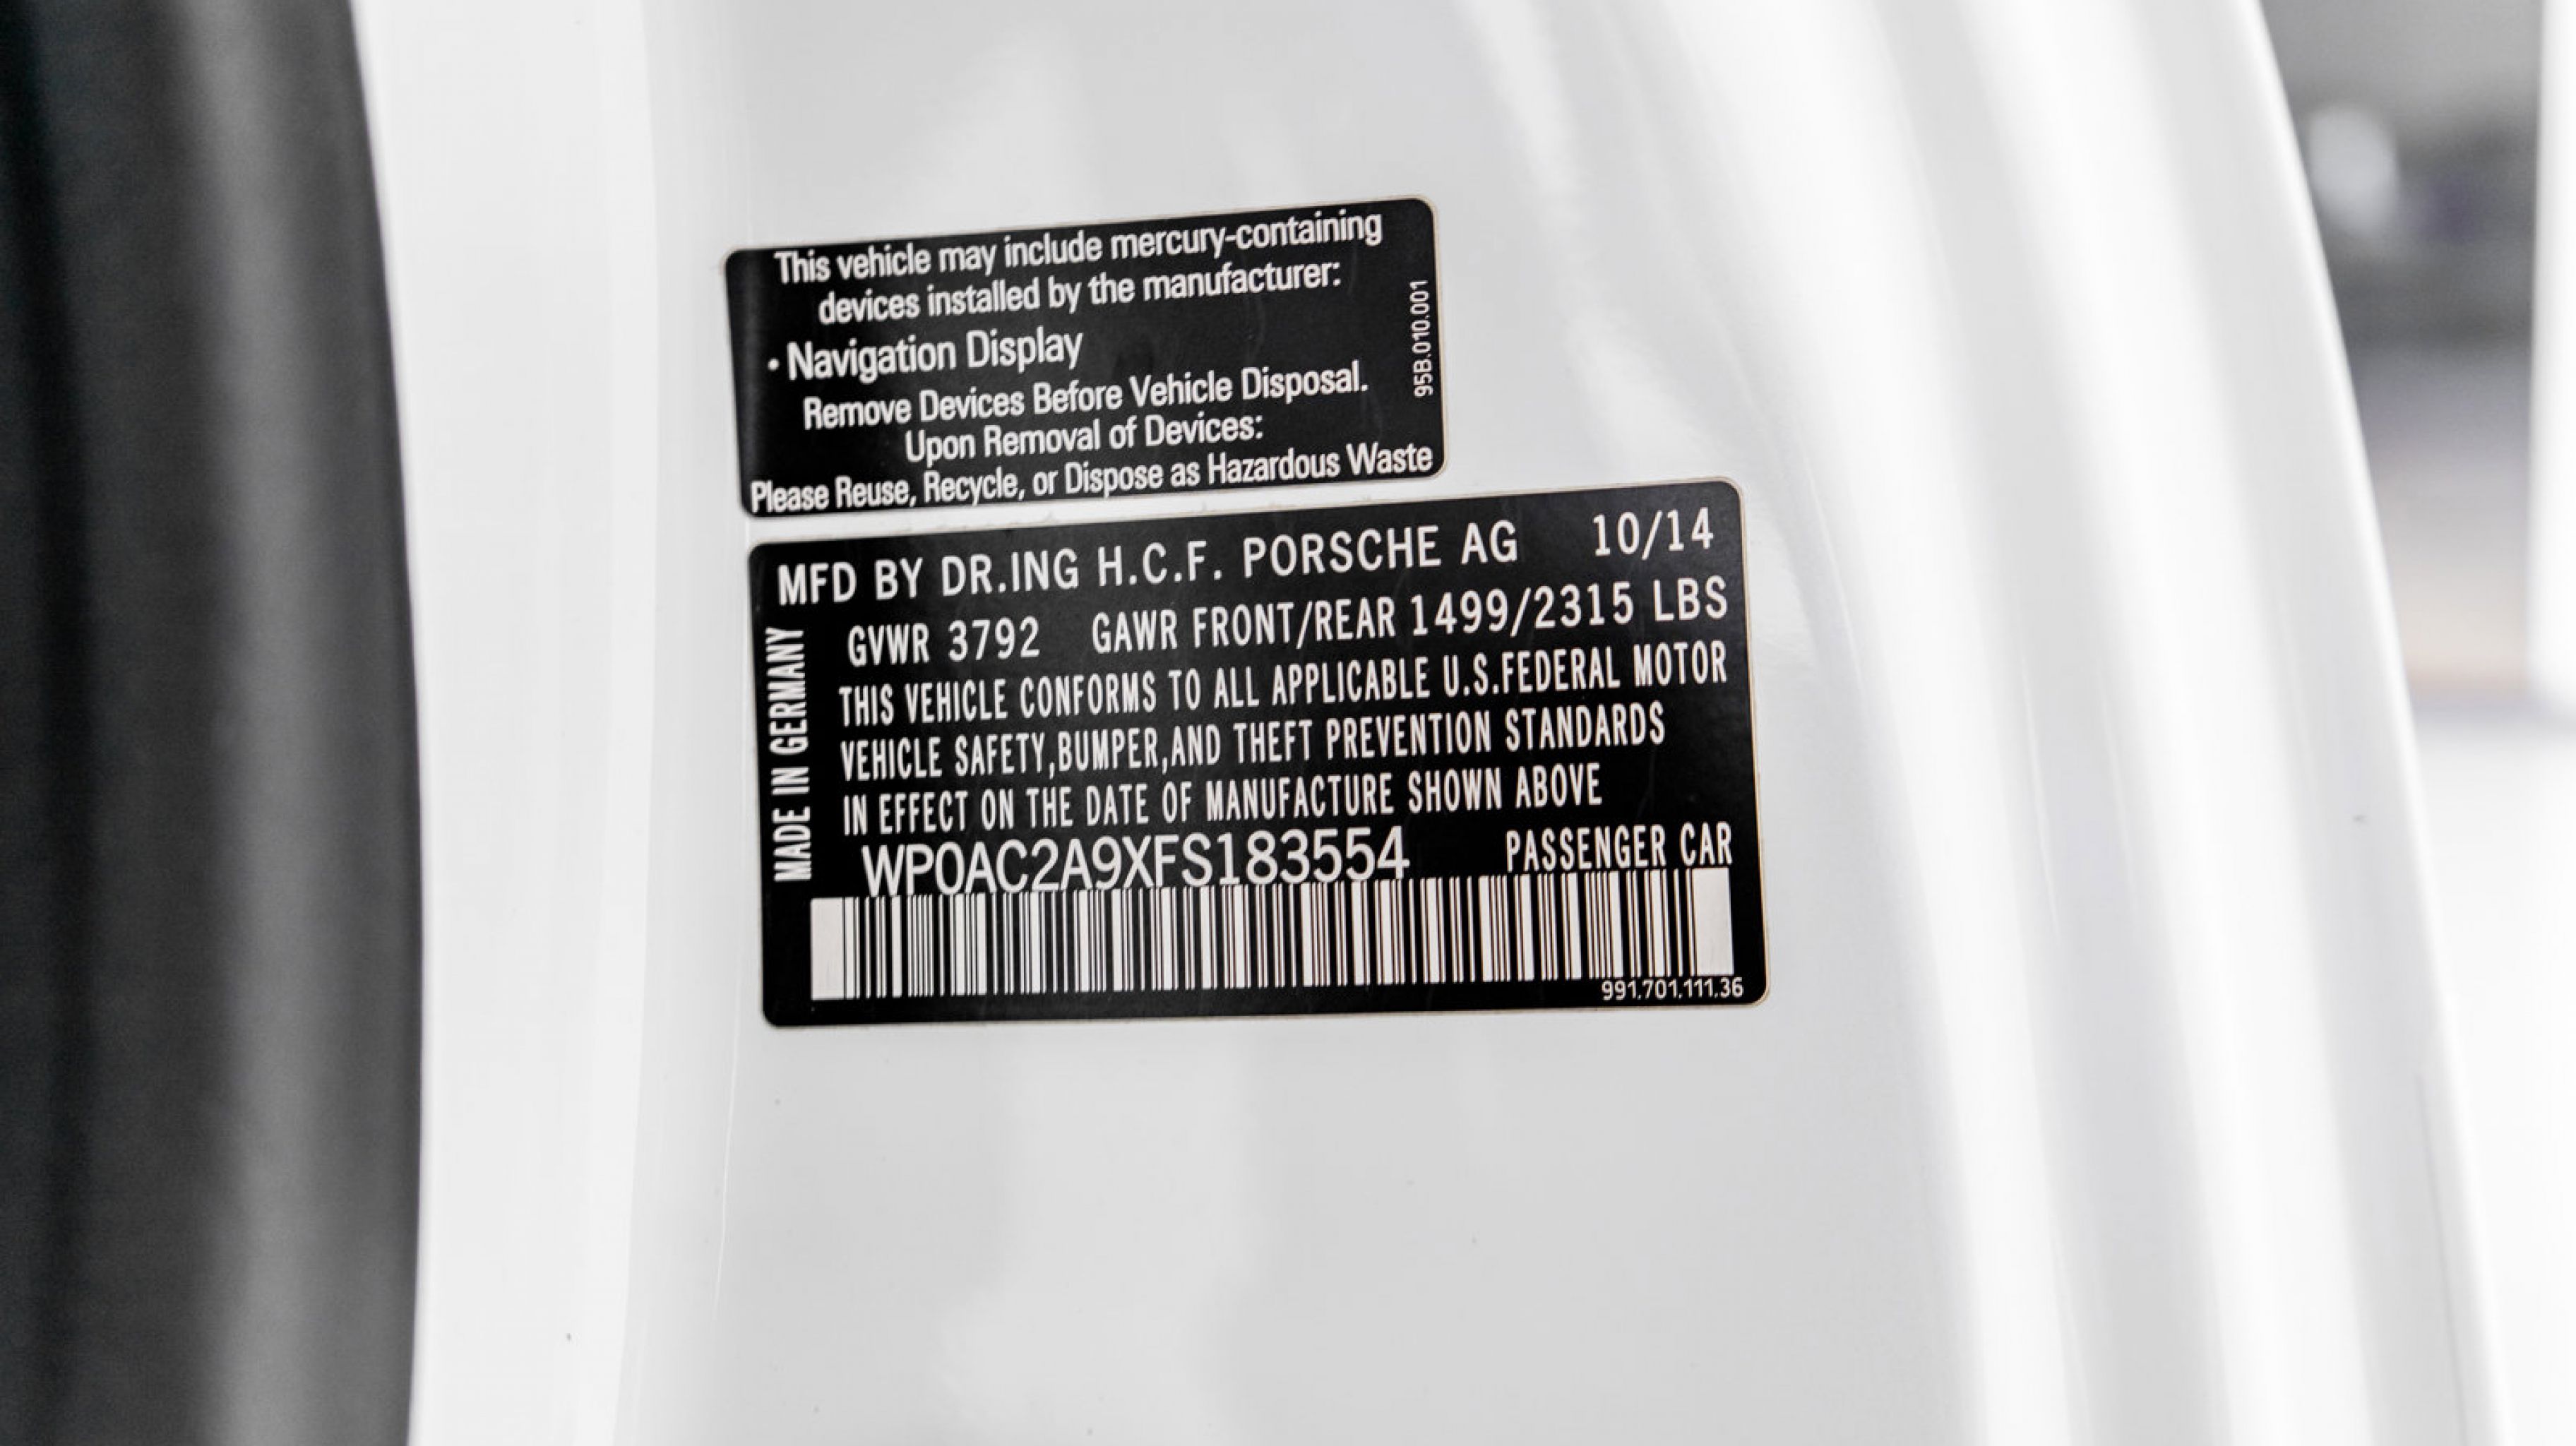 This vehicle may include mercury-containing
devices installed by the manufacturer:
· Navigation Display
Remove Devices Before Vehicle Disposal.
Upon Removal of Devices:
Please Reuse, Recycle, or Dispose as Hazardous Waste
95B.010.001
MFD BY DR.ING H.C.F. PORSCHE AG 10/14
GVWR 3792 GAWR FRONT/REAR 1499/2315 LBS
THIS VEHICLE CONFORMS TO ALL APPLICABLE U.S.FEDERAL MOTOR
VEHICLE SAFETY,BUMPER,AND THEFT PREVENTION STANDARDS
IN EFFECT ON THE DATE OF MANUFACTURE SHOWN ABOVE
WP0AC2A9XFS183554 PASSENGER CAR
MADE IN GERMANY
991.701.111.36